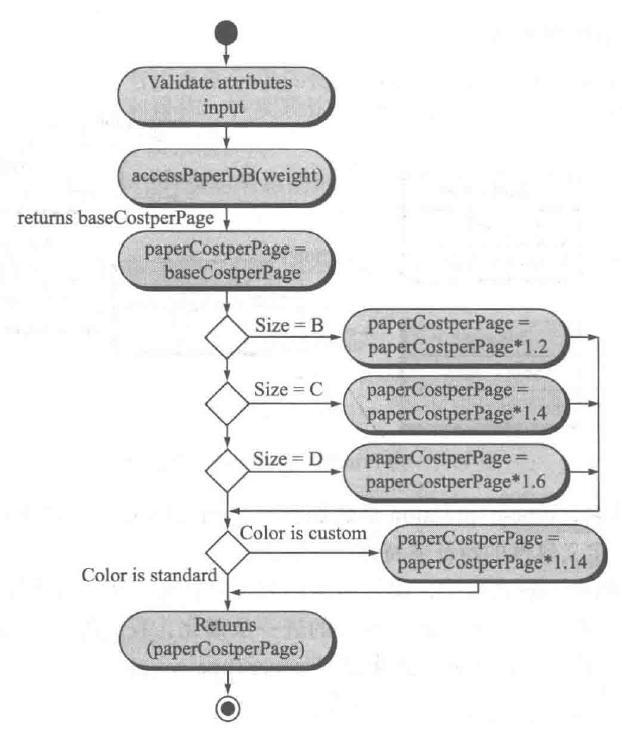 Validate attributes
input
accessPaperDB(weight)
returns baseCostperPage
paperCostperPage =
baseCostperPage
Size = B
paperCostperPage =
paperCostperPage*1.2
Size = C
paperCostperPage =
paperCostperPage*1.4
Size = D
paperCostperPage =
paperCostperPage*1.6
Color is custom
paperCostperPage =
paperCostperPage*1.14
Color is standard
Returns
(paperCostperPage)